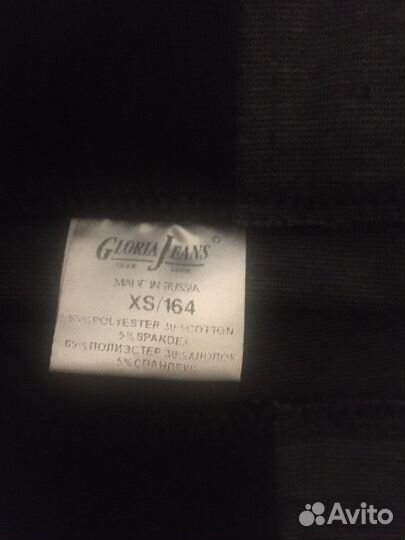 GLORIA JEANS
MADE IN RUSSIA
XS/164
65% POLYESTER 30% COTTON
5% SPANDEX
65% ПОЛИЭСТЕР 30% ХЛОПОК
5% СПАНДЕКС
Avito